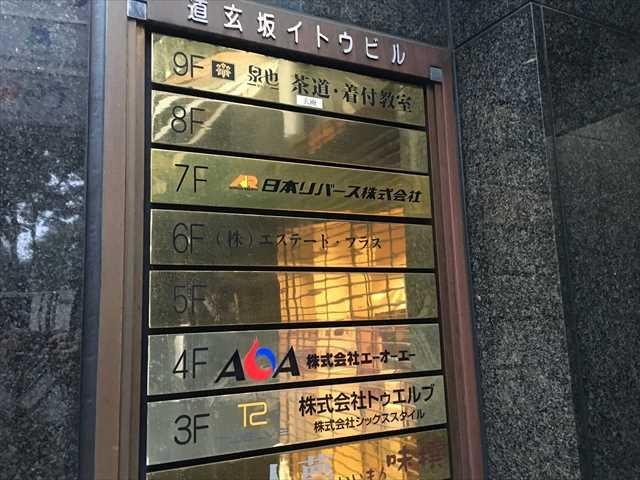 道玄坂イトウビル
9F 泉也 茶道・着付教室
8F
7F 日本リバース株式会社
6F (株)エステート・プラス
5F
4F AOA 株式会社エーオーエー
3F T2 株式会社トゥエルブ
株式会社シックススタイル
味撰